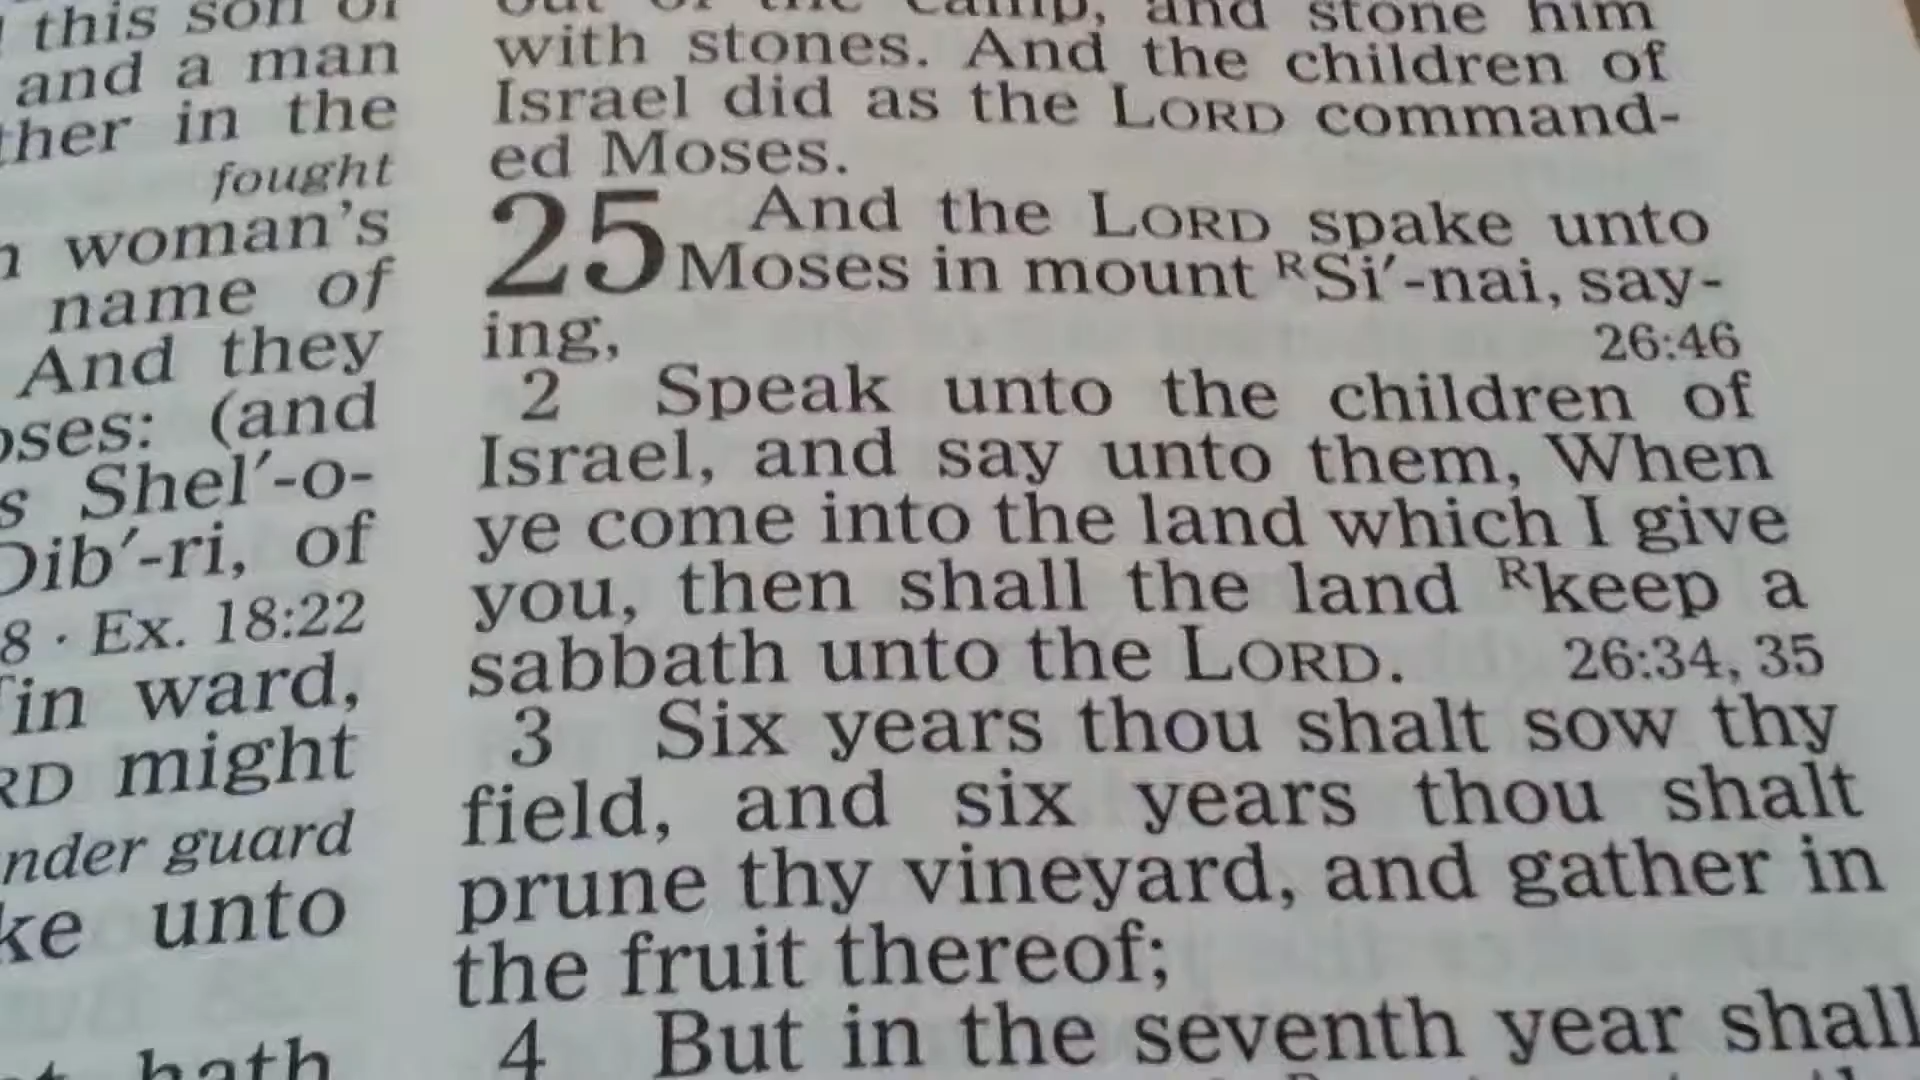 this son of
and a man
in the
fought
woman's
name of
And they
(and
Shel′-o-
Dib′-ri, of
8 · Ex. 18:22
in ward,
might
guard
unto
hath
out of the camp, and stone him
with stones. And the children of
Israel did as the LORD command-
ed Moses.
25 And the LORD spake unto
Moses in mount ᴿSi′-nai, say-
ing, 26:46
2 Speak unto the children of
Israel, and say unto them, When
ye come into the land which I give
you, then shall the land ᴿkeep a
sabbath unto the LORD. 26:34, 35
3 Six years thou shalt sow thy
field, and six years thou shalt
prune thy vineyard, and gather in
the fruit thereof;
4 But in the seventh year shall